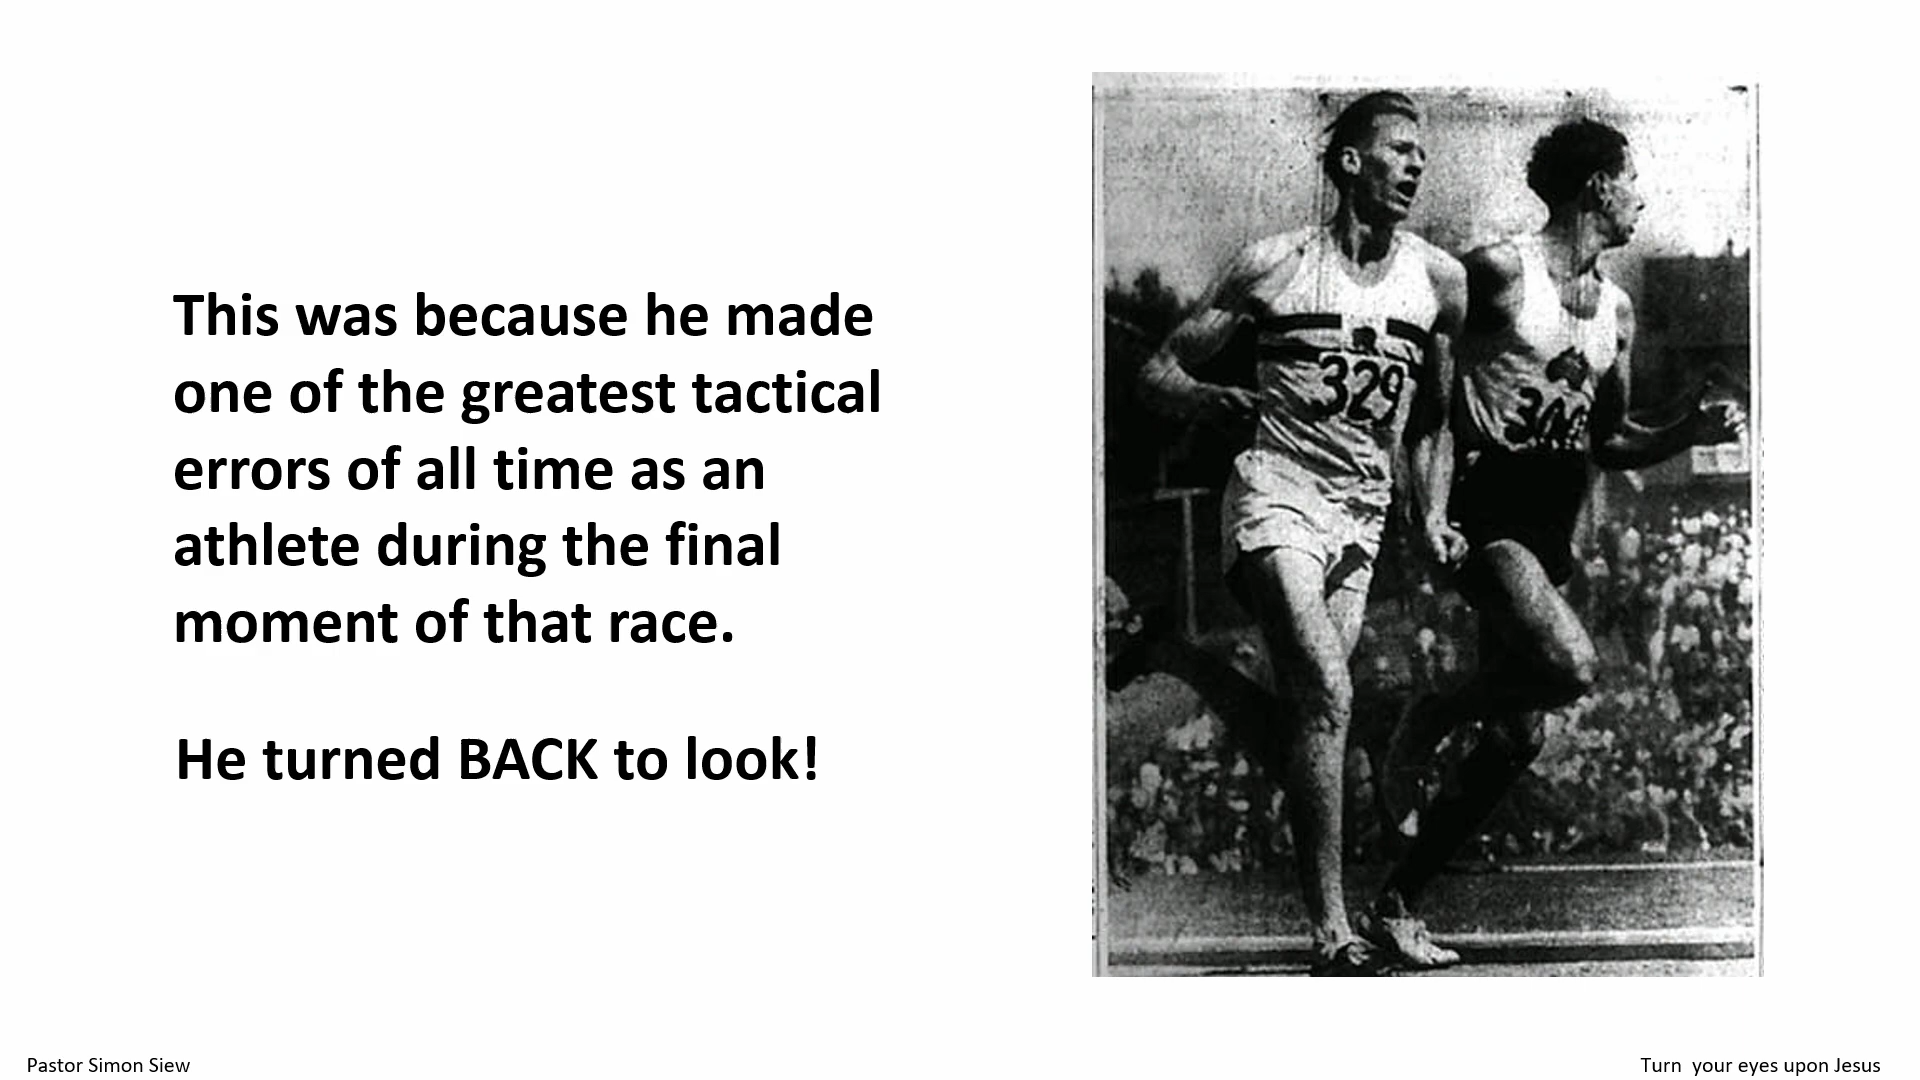 This was because he made
one of the greatest tactical
errors of all time as an
athlete during the final
moment of that race.
He turned BACK to look!
329
Pastor Simon Siew
Turn  your eyes upon Jesus